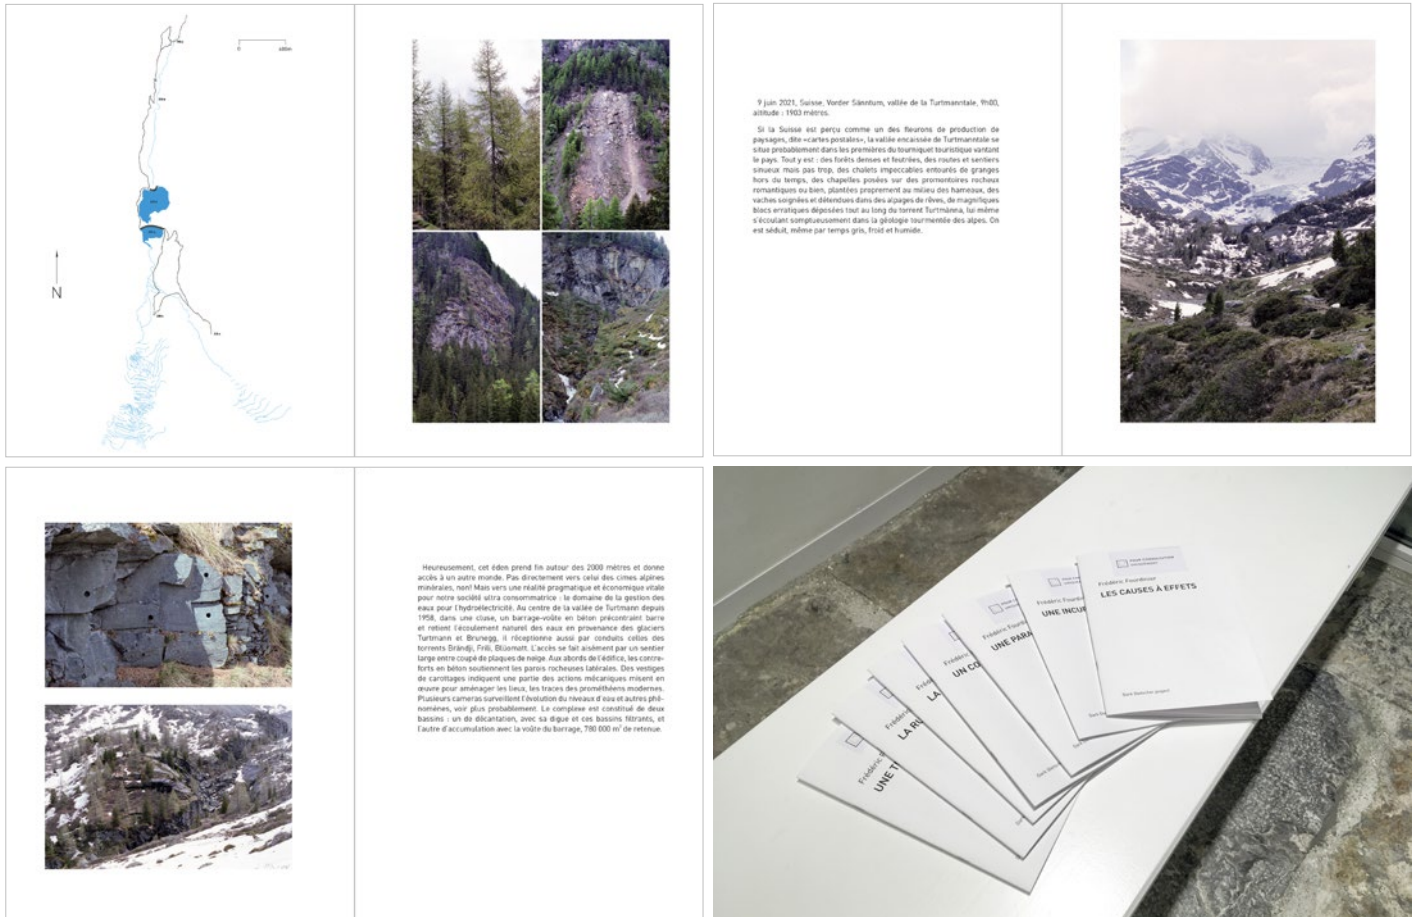 0
N
9 juin 2021, Suisse, Vorder Sänntum, vallée de la Turtmanntale, 9h00,
altitude : 1903 mètres.
Si la Suisse est perçu comme un des fleurons de production de
paysages, dite «cartes postales», la vallée encaissée de Turtmanntale se
situe probablement dans les premières du tourniquet touristique vantant
le pays. Tout y est : des forêts denses et feutrées, des routes et sentiers
sinueux mais pas trop, des chalets impeccables entourés de granges
hors du temps, des chapelles posées sur des promontoires rocheux
romantiques ou bien, plantées proprement au milieu des hameaux, des
vaches soignées et détendues dans des alpages de rêves, de magnifiques
blocs erratiques déposées tout au long du torrent Turtmänna, lui même
s'écoulant somptueusement dans la géologie tourmentée des alpes. On
est séduit, même par temps gris, froid et humide.
Heureusement, cet éden prend fin autour des 2000 mètres et donne
accès à un autre monde. Pas directement vers celui des cimes alpines
minérales, non! Mais vers une réalité pragmatique et économique vitale
pour notre société ultra consommatrice : le domaine de la gestion des
eaux pour l'hydroélectricité. Au centre de la vallée de Turtmann depuis
1958, dans une cluse, un barrage-voûte en béton précontraint barre
et retient l'écoulement naturel des eaux en provenance des glaciers
Turtmann et Brunegg, il réceptionne aussi par conduits celles des
torrents Brändji, Frili, Blüomatt. L'accès se fait aisément par un sentier
large entre coupé de plaques de neige. Aux abords de l'édifice, les contre-
forts en béton soutiennent les parois rocheuses latérales. Des vestiges
de carottages indiquent une partie des actions mécaniques misent en
œuvre pour aménager les lieux, les traces des prométhéens modernes.
Plusieurs cameras surveillent l'évolution du niveaux d'eau et autres phé-
nomènes, voir plus probablement. Le complexe est constitué de deux
bassins : un de décantation, avec sa digue et ces bassins filtrants, et
l'autre d'accumulation avec la voûte du barrage, 780 000 m³ de retenue.
Frédéric Fourdinier
LES CAUSES À EFFETS
Dark Detection project
Frédéric Fourdin
UNE INCUR
Frédéric Fou
UNE PARA
Frédéric
UN CO
Frédéric
LA
Frédéric
LA RU
Frédéric
UNE T